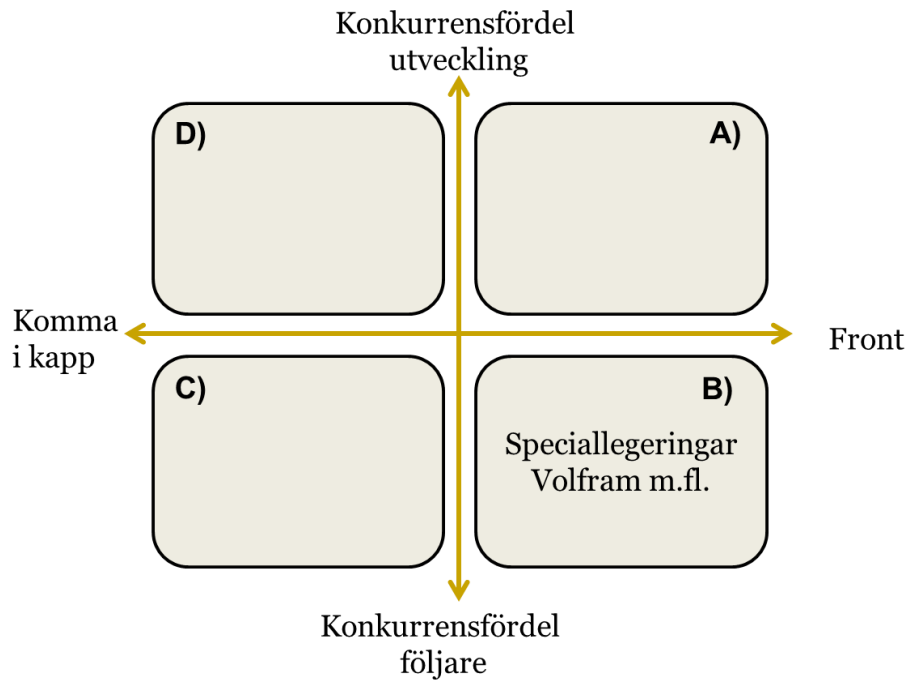 Konkurrensfördel
utveckling
D)
A)
Komma
i kapp
Front
C)
B)
Speciallegeringar
Volfram m.fl.
Konkurrensfördel
följare